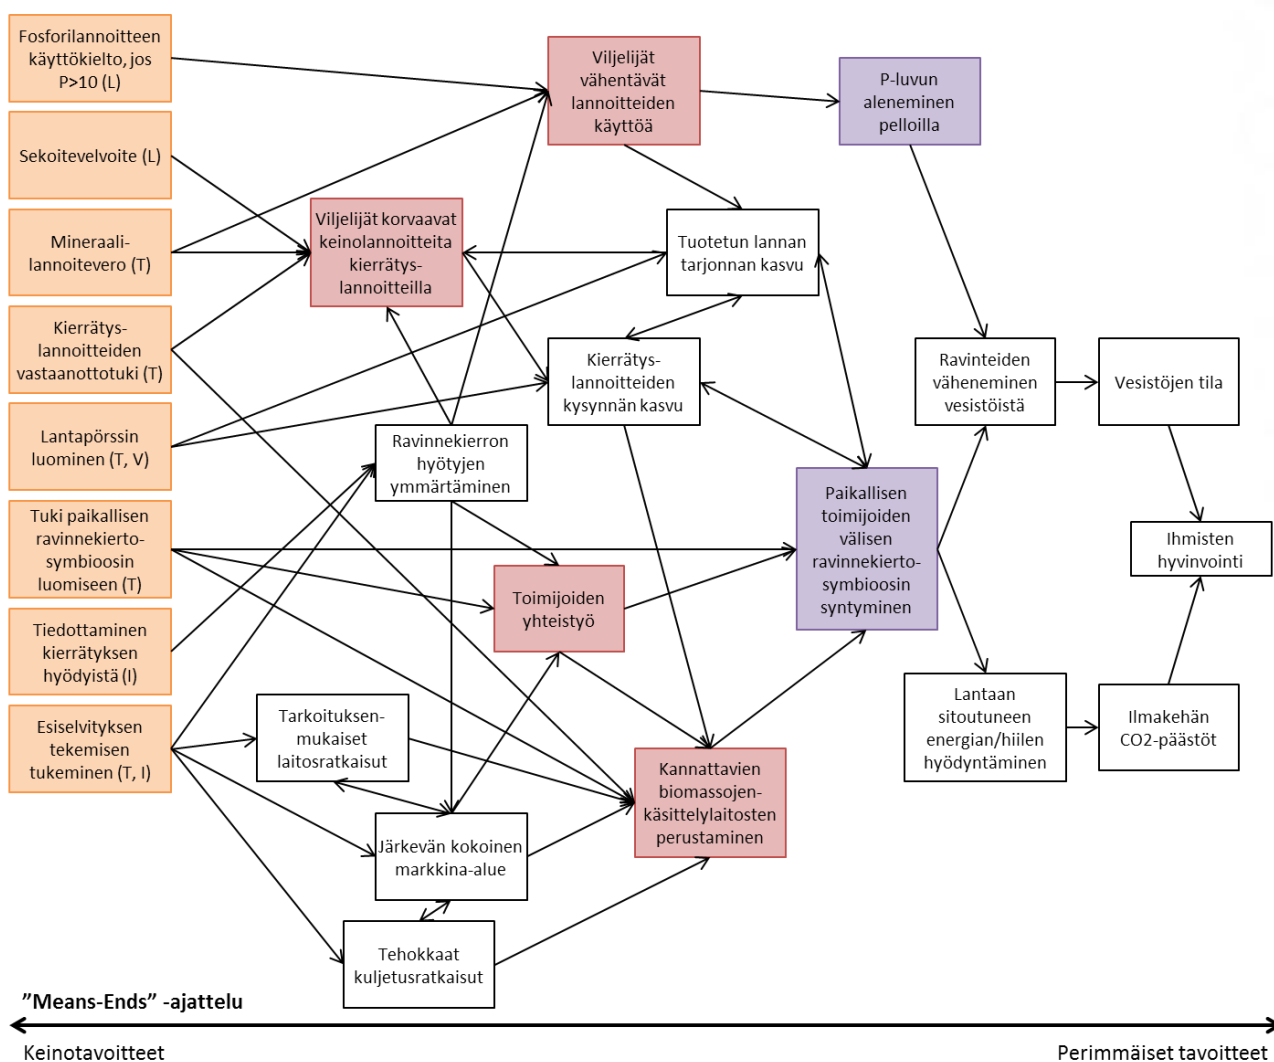 Fosforilannoitteen
käyttökielto, jos
P>10 (L)
Sekoitevelvoite (L)
Mineraali-
lannoitevero (T)
Kierrätys-
lannoitteiden
vastaanottotuki (T)
Lantapörssin
luominen (T, V)
Tuki paikallisen
ravinnekierto-
symbioosin
luomiseen (T)
Tiedottaminen
kierrätyksen
hyödyistä (I)
Esiselvityksen
tekemisen
tukeminen (T, I)
Viljelijät korvaavat
keinolannoitteita
kierrätys-
lannoitteilla
Ravinnekierron
hyötyjen
ymmärtäminen
Tarkoituksen-
mukaiset
laitosratkaisut
Järkevän kokoinen
markkina-alue
Tehokkaat
kuljetusratkaisut
Viljelijät
vähentävät
lannoitteiden
käyttöä
Tuotetun lannan
tarjonnan kasvu
Kierrätys-
lannoitteiden
kysynnän kasvu
Toimijoiden
yhteistyö
Kannattavien
biomassojen-
käsittelylaitosten
perustaminen
P-luvun
aleneminen
pelloilla
Paikallisen
toimijoiden
välisen
ravinnekierto-
symbioosin
syntyminen
Ravinteiden
väheneminen
vesistöistä
Lantaan
sitoutuneen
energian/hiilen
hyödyntäminen
Vesistöjen tila
Ihmisten
hyvinvointi
Ilmakehän
CO2-päästöt
”Means-Ends” -ajattelu
Keinotavoitteet
Perimmäiset tavoitteet